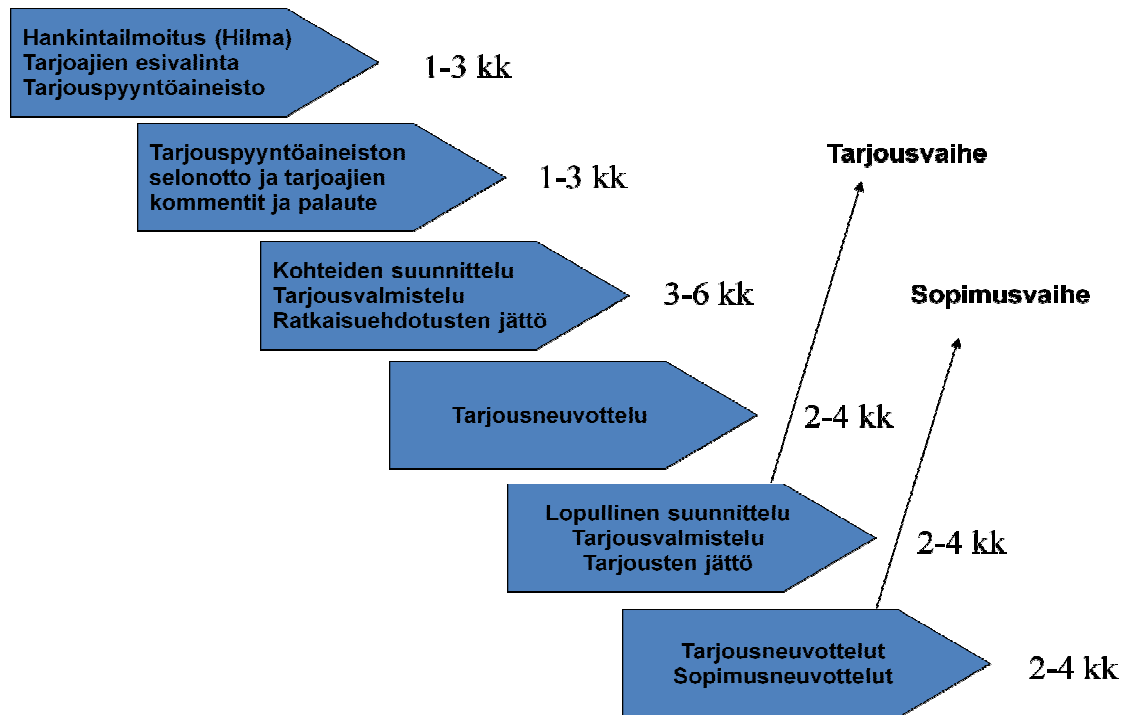 Hankintailmoitus (Hilma)
Tarjoajien esivalinta
Tarjouspyyntöaineisto
1-3 kk
Tarjouspyyntöaineiston
selonotto ja tarjoajien
kommentit ja palaute
1-3 kk
Tarjousvaihe
Kohteiden suunnittelu
Tarjousvalmistelu
Ratkaisuehdotusten jättö
3-6 kk
Sopimusvaihe
Tarjousneuvottelu
2-4 kk
Lopullinen suunnittelu
Tarjousvalmistelu
Tarjousten jättö
2-4 kk
Tarjousneuvottelut
Sopimusneuvottelut
2-4 kk